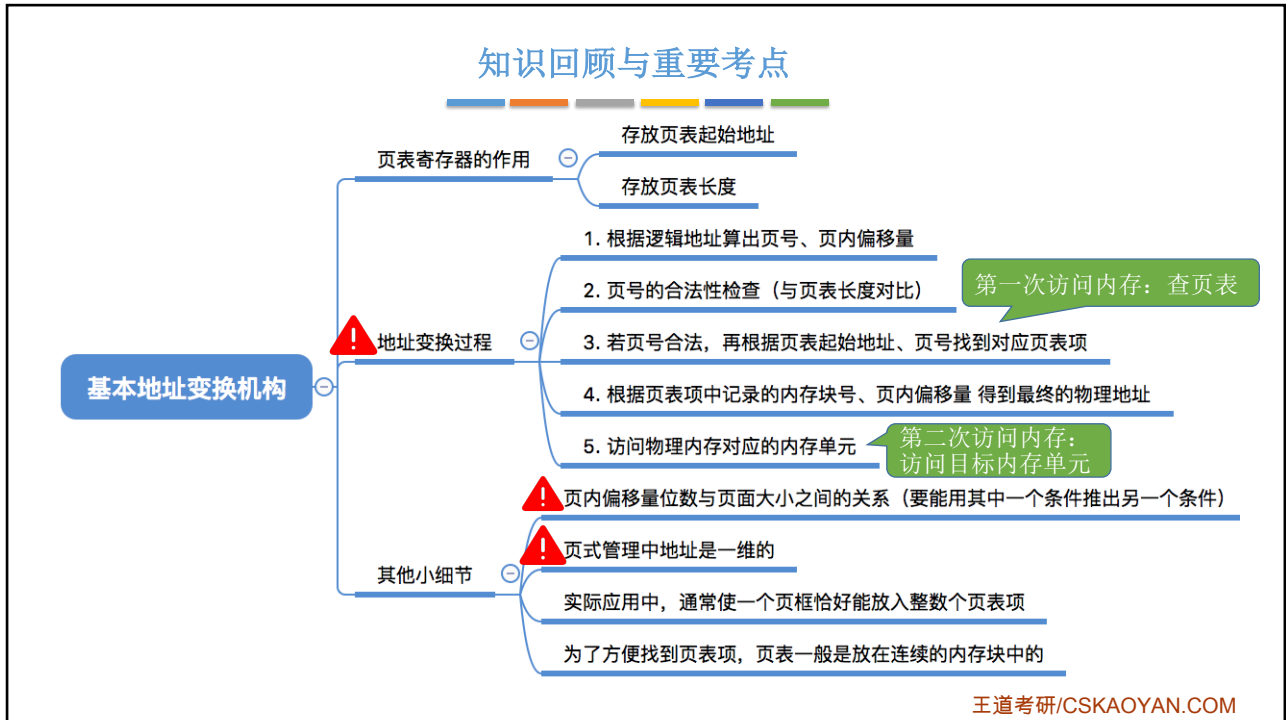 知识回顾与重要考点
存放页表起始地址
页表寄存器的作用
存放页表长度
1. 根据逻辑地址算出页号、页内偏移量
2. 页号的合法性检查（与页表长度对比）
第一次访问内存：查页表
地址变换过程
3. 若页号合法，再根据页表起始地址、页号找到对应页表项
基本地址变换机构
4. 根据页表项中记录的内存块号、页内偏移量 得到最终的物理地址
5. 访问物理内存对应的内存单元
第二次访问内存：
访问目标内存单元
页内偏移量位数与页面大小之间的关系（要能用其中一个条件推出另一个条件）
页式管理中地址是一维的
其他小细节
实际应用中，通常使一个页框恰好能放入整数个页表项
为了方便找到页表项，页表一般是放在连续的内存块中的
王道考研/CSKAOYAN.COM